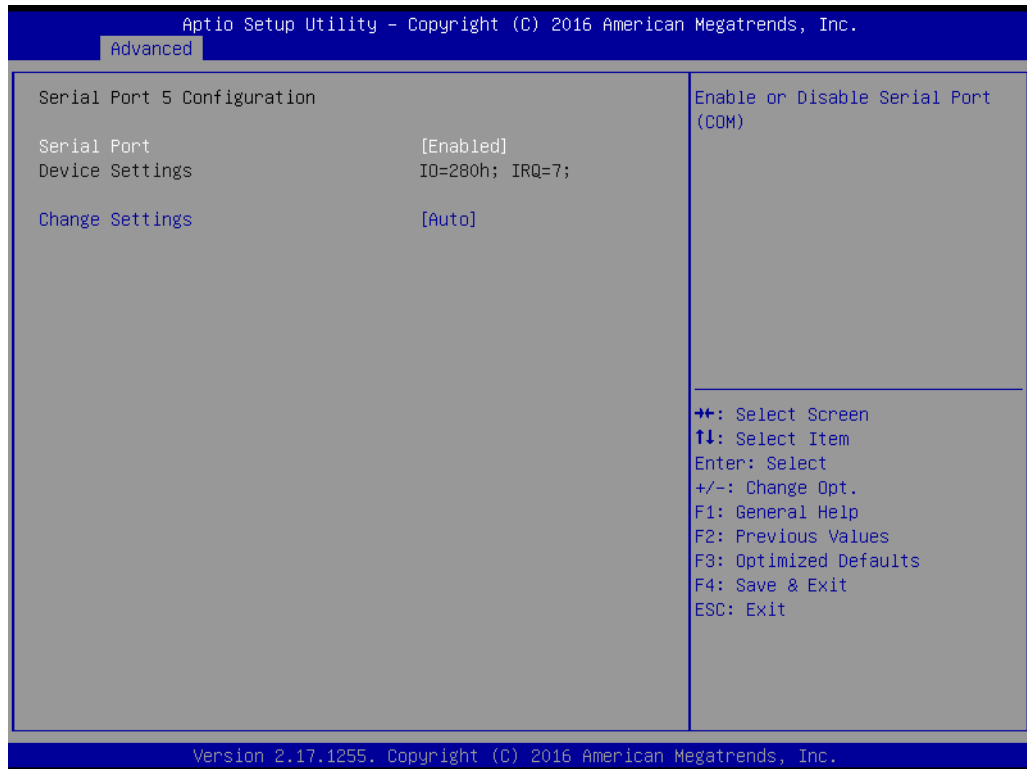 Aptio Setup Utility – Copyright (C) 2016 American Megatrends, Inc.
Advanced
Serial Port 5 Configuration
Serial Port [Enabled]
Device Settings IO=280h; IRQ=7;
Change Settings [Auto]
Enable or Disable Serial Port
(COM)
→←: Select Screen
↑↓: Select Item
Enter: Select
+/-: Change Opt.
F1: General Help
F2: Previous Values
F3: Optimized Defaults
F4: Save & Exit
ESC: Exit
Version 2.17.1255. Copyright (C) 2016 American Megatrends, Inc.